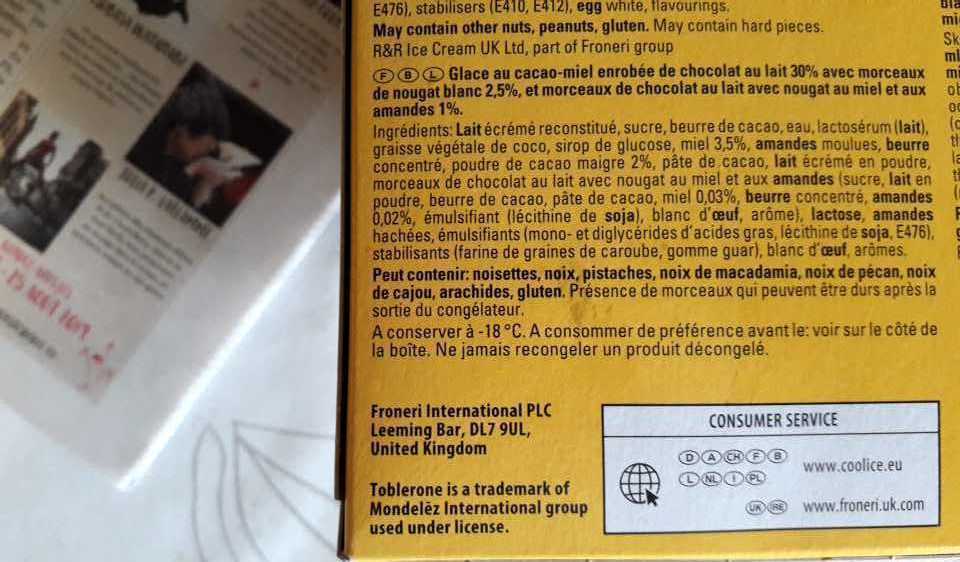 E476), stabilisers (E410, E412), egg white, flavourings.
May contain other nuts, peanuts, gluten. May contain hard pieces.
R&R Ice Cream UK Ltd, part of Froneri group
F B L Glace au cacao-miel enrobée de chocolat au lait 30% avec morceaux
de nougat blanc 2,5%, et morceaux de chocolat au lait avec nougat au miel et aux
amandes 1%.
Ingrédients: Lait écrémé reconstitué, sucre, beurre de cacao, eau, lactosérum (lait),
graisse végétale de coco, sirop de glucose, miel 3,5%, amandes moulues, beurre
concentré, poudre de cacao maigre 2%, pâte de cacao, lait écrémé en poudre,
morceaux de chocolat au lait avec nougat au miel et aux amandes (sucre, lait en
poudre, beurre de cacao, pâte de cacao, miel 0,03%, beurre concentré, amandes
0,02%, émulsifiant (lécithine de soja), blanc d'œuf, arôme), lactose, amandes
hachées, émulsifiants (mono- et diglycérides d'acides gras, lécithine de soja, E476),
stabilisants (farine de graines de caroube, gomme guar), blanc d'œuf, arômes.
Peut contenir: noisettes, noix, pistaches, noix de macadamia, noix de pécan, noix
de cajou, arachides, gluten. Présence de morceaux qui peuvent être durs après la
sortie du congélateur.
A conserver à -18 °C. A consommer de préférence avant le: voir sur le côté de
la boîte. Ne jamais recongeler un produit décongelé.
Froneri International PLC
Leeming Bar, DL7 9UL,
United Kingdom
Toblerone is a trademark of
Mondelēz International group
used under license.
CONSUMER SERVICE
D A CH F B
L NL I PL
www.coolice.eu
UK IRE www.froneri.uk.com